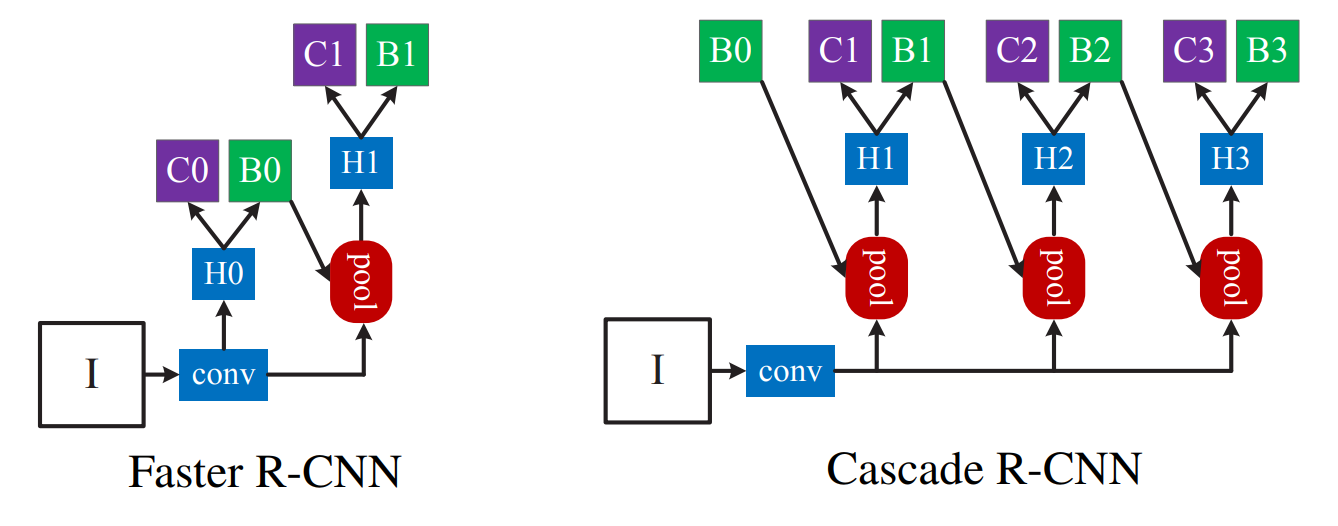 C1 B1
C0 B0
H1
H0
pool
I
conv
Faster R-CNN
B0 C1 B1 C2 B2 C3 B3
H1 H2 H3
pool pool pool
I
conv
Cascade R-CNN